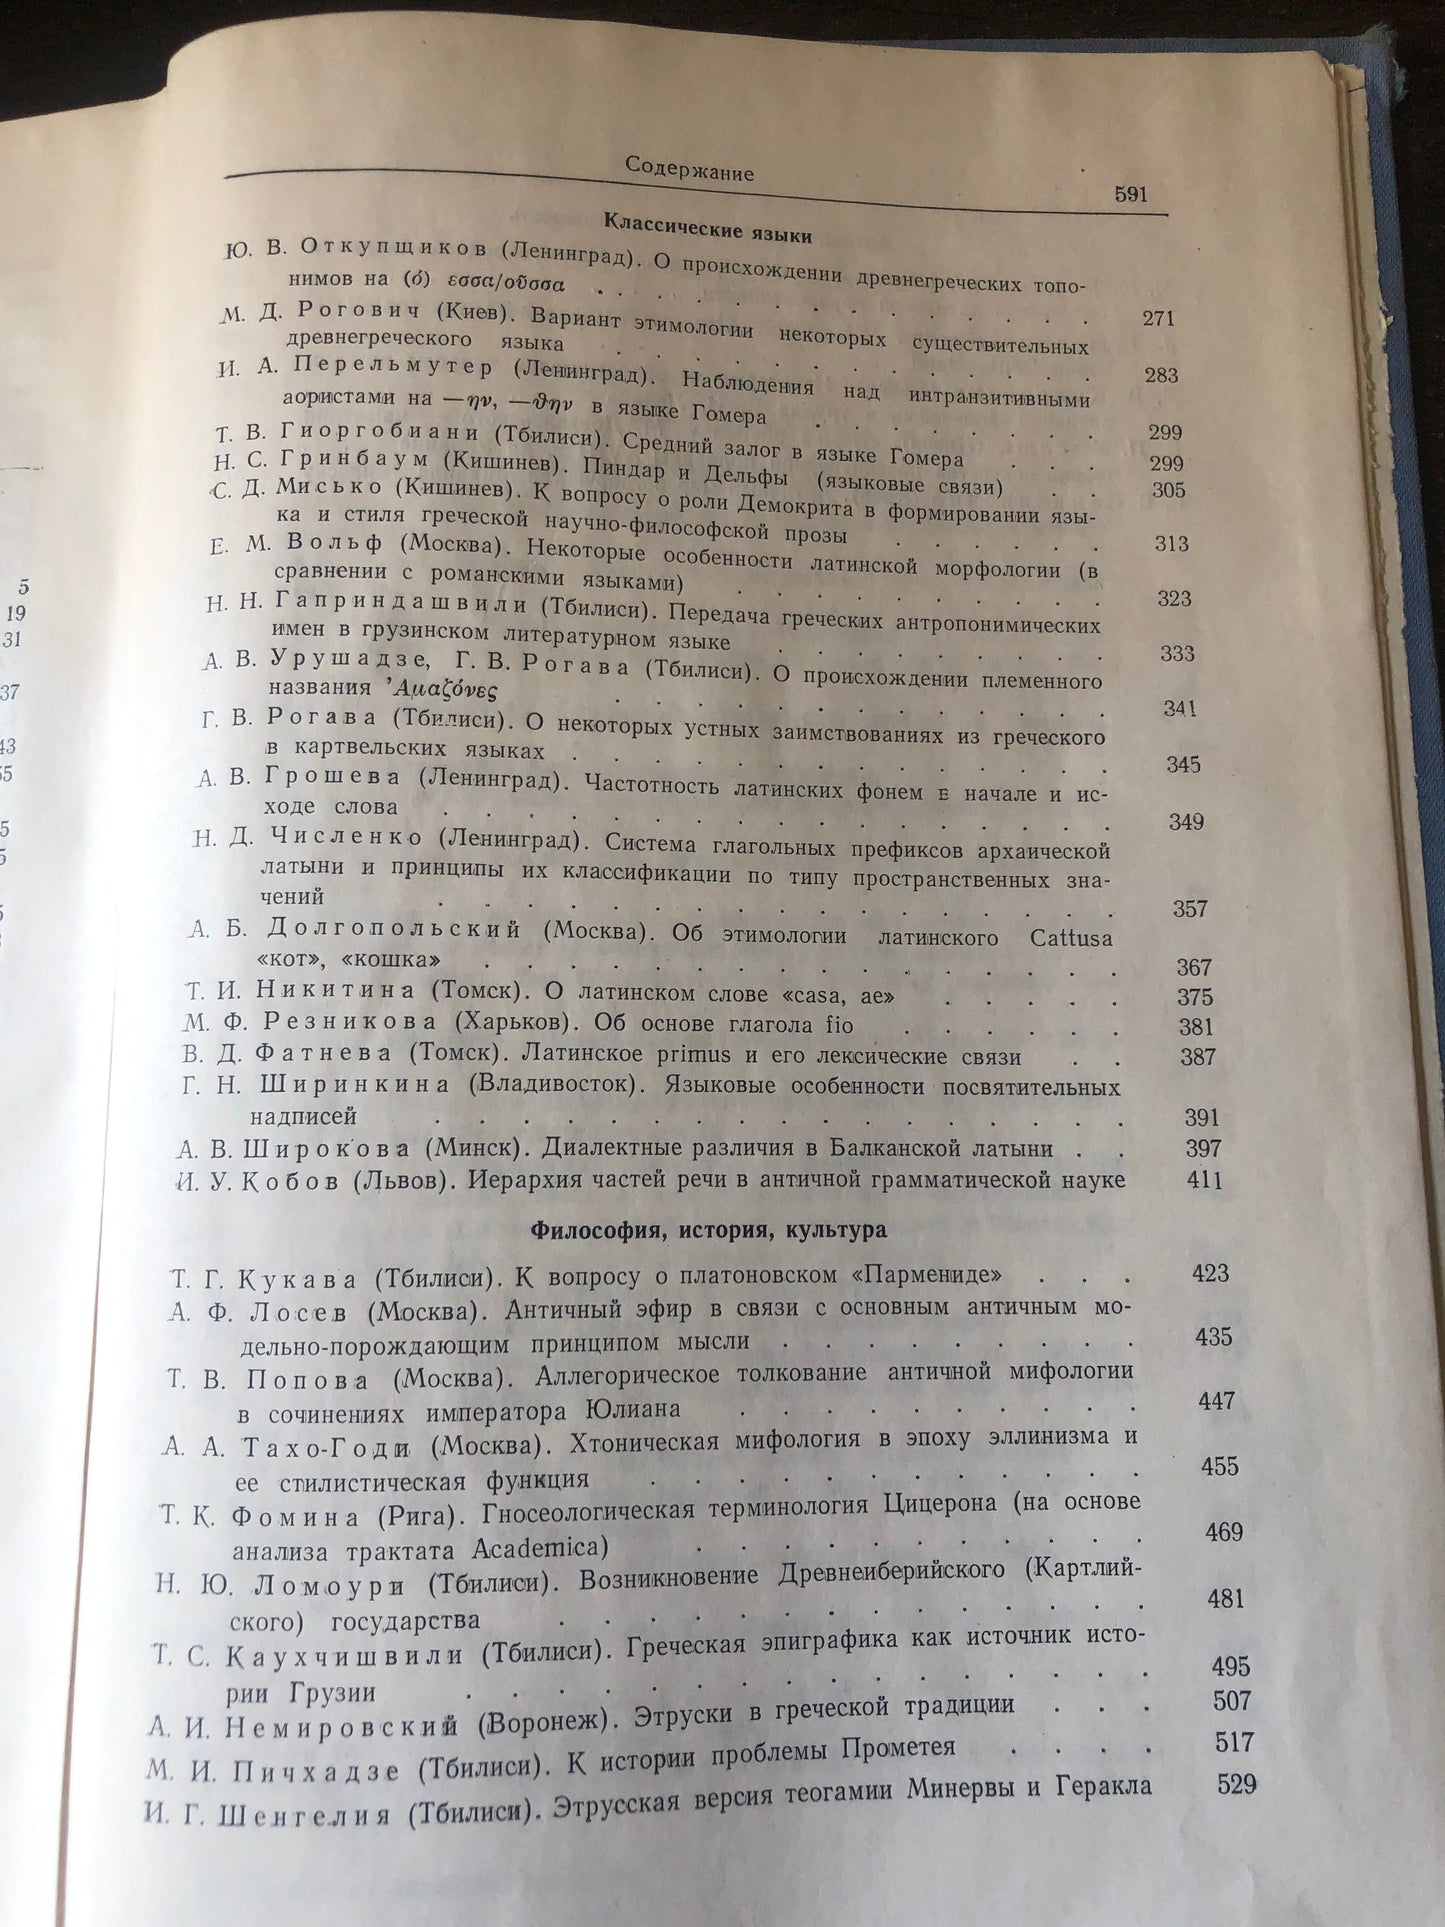 Содержание
591
Классические языки
Ю. В. Откупщиков (Ленинград). О происхождении древнегреческих топо-
нимов на (ό) εσσα/οῦσσα . . . . . . . . . . 271
М. Д. Рогович (Киев). Вариант этимологии некоторых существительных
древнегреческого языка . . . . . . . . . . 283
И. А. Перельмутер (Ленинград). Наблюдения над интранзитивными
аористами на —ην, —ϑην в языке Гомера . . . . . . . 299
Т. В. Гиоргобиани (Тбилиси). Средний залог в языке Гомера . . . 299
Н. С. Гринбаум (Кишинев). Пиндар и Дельфы (языковые связи) . . 305
С. Д. Мисько (Кишинев). К вопросу о роли Демокрита в формировании язы-
ка и стиля греческой научно-философской прозы . . . . . . 313
Е. М. Вольф (Москва). Некоторые особенности латинской морфологии (в
сравнении с романскими языками) . . . . . . . . . 323
Н. Н. Гаприндашвили (Тбилиси). Передача греческих антропонимических
имен в грузинском литературном языке . . . . . . . . 333
А. В. Урушадзе, Г. В. Рогава (Тбилиси). О происхождении племенного
названия Ἀμαζόνες . . . . . . . . . . . . 341
Г. В. Рогава (Тбилиси). О некоторых устных заимствованиях из греческого
в картвельских языках . . . . . . . . . . . . 345
А. В. Грошева (Ленинград). Частотность латинских фонем в начале и ис-
ходе слова . . . . . . . . . . . . . . . 349
Н. Д. Численко (Ленинград). Система глагольных префиксов архаической
латыни и принципы их классификации по типу пространственных зна-
чений . . . . . . . . . . . . . . . 357
А. Б. Долгопольский (Москва). Об этимологии латинского Cattusa
«кот», «кошка» . . . . . . . . . . . . . . . 367
Т. И. Никитина (Томск). О латинском слове «casa, ae» . . . . . 375
М. Ф. Резникова (Харьков). Об основе глагола fio . . . . . . 381
В. Д. Фатнева (Томск). Латинское primus и его лексические связи . . 387
Г. Н. Ширинкина (Владивосток). Языковые особенности посвятительных
надписей . . . . . . . . . . . . . . . 391
А. В. Широкова (Минск). Диалектные различия в Балканской латыни . . 397
И. У. Кобов (Львов). Иерархия частей речи в античной грамматической науке 411
Философия, история, культура
Т. Г. Кукава (Тбилиси). К вопросу о платоновском «Пармениде» . . . 423
А. Ф. Лосев (Москва). Античный эфир в связи с основным античным мо-
дельно-порождающим принципом мысли . . . . . . . . . 435
Т. В. Попова (Москва). Аллегорическое толкование античной мифологии
в сочинениях императора Юлиана . . . . . . . . . . 447
А. А. Тахо-Годи (Москва). Хтоническая мифология в эпоху эллинизма и
ее стилистическая функция . . . . . . . . . . . 455
Т. К. Фомина (Рига). Гносеологическая терминология Цицерона (на основе
анализа трактата Academica) . . . . . . . . . . 469
Н. Ю. Ломоури (Тбилиси). Возникновение Древнеиберийского (Картлий-
ского) государства . . . . . . . . . . . . . 481
Т. С. Каухчишвили (Тбилиси). Греческая эпиграфика как источник исто-
рии Грузии . . . . . . . . . . . . . . . 495
А. И. Немировский (Воронеж). Этруски в греческой традиции . . . 507
М. И. Пичхадзе (Тбилиси). К истории проблемы Прометея . . . . 517
И. Г. Шенгелия (Тбилиси). Этрусская версия теогамии Минервы и Геракла 529
5
19
31
37